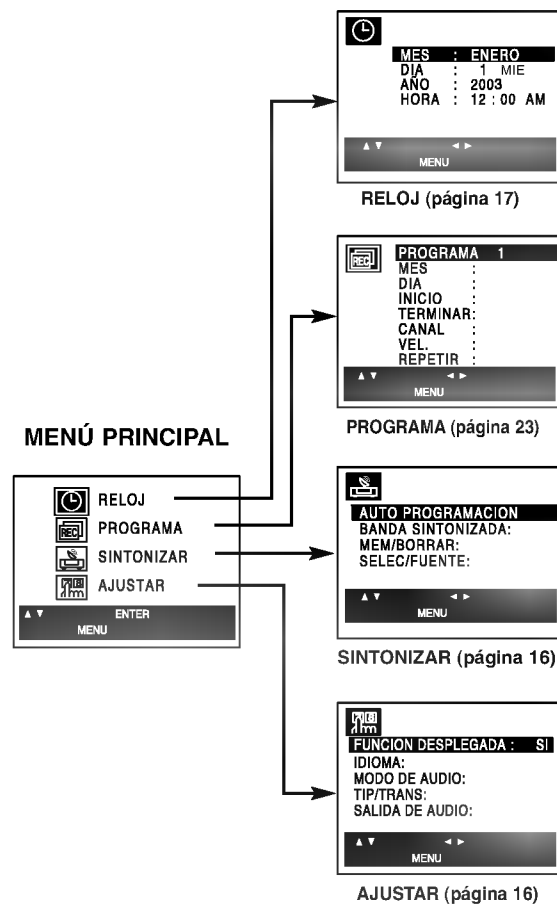 MES : ENERO
DIA : 1 MIE
AÑO : 2003
HORA : 12 : 00 AM
▲ ▼ ◄ ►
MENU
RELOJ (página 17)
REC
PROGRAMA 1
MES :
DIA :
INICIO :
TERMINAR:
CANAL :
VEL. :
REPETIR :
▲ ▼ ◄ ►
MENU
PROGRAMA (página 23)
MENÚ PRINCIPAL
RELOJ
REC PROGRAMA
SINTONIZAR
AJUSTAR
▲ ▼ ENTER
MENU
AUTO PROGRAMACION
BANDA SINTONIZADA:
MEM/BORRAR:
SELEC/FUENTE:
▲ ▼ ◄ ►
MENU
SINTONIZAR (página 16)
FUNCION DESPLEGADA : SI
IDIOMA:
MODO DE AUDIO:
TIP/TRANS:
SALIDA DE AUDIO:
▲ ▼ ◄ ►
MENU
AJUSTAR (página 16)